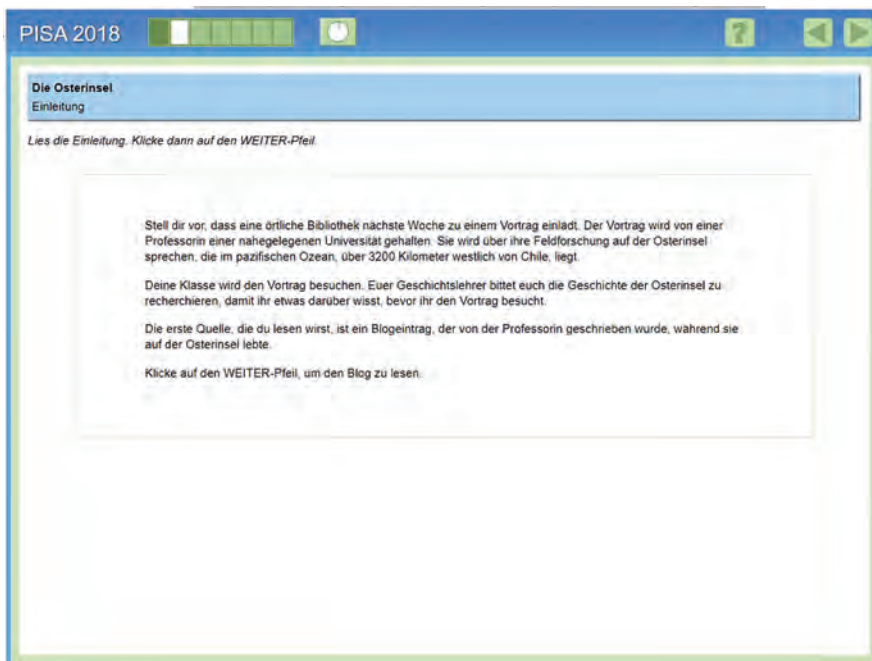 PISA 2018
?
Die Osterinsel
Einleitung
Lies die Einleitung. Klicke dann auf den WEITER-Pfeil.
Stell dir vor, dass eine örtliche Bibliothek nächste Woche zu einem Vortrag einlädt. Der Vortrag wird von einer
Professorin einer nahegelegenen Universität gehalten. Sie wird über ihre Feldforschung auf der Osterinsel
sprechen, die im pazifischen Ozean, über 3200 Kilometer westlich von Chile, liegt.
Deine Klasse wird den Vortrag besuchen. Euer Geschichtslehrer bittet euch die Geschichte der Osterinsel zu
recherchieren, damit ihr etwas darüber wisst, bevor ihr den Vortrag besucht.
Die erste Quelle, die du lesen wirst, ist ein Blogeintrag, der von der Professorin geschrieben wurde, während sie
auf der Osterinsel lebte.
Klicke auf den WEITER-Pfeil, um den Blog zu lesen.